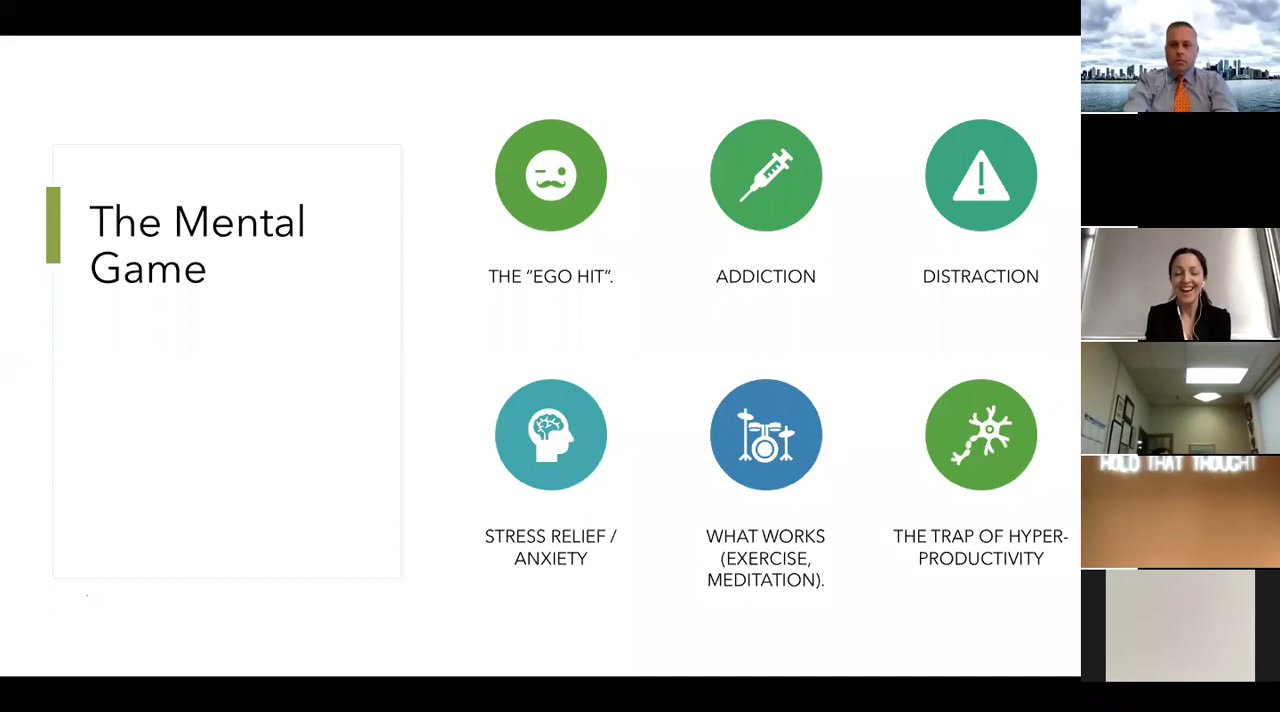 The Mental
Game
THE “EGO HIT”.
ADDICTION
DISTRACTION
STRESS RELIEF /
ANXIETY
WHAT WORKS
(EXERCISE,
MEDITATION).
THE TRAP OF HYPER-
PRODUCTIVITY
HOLD THAT THOUGHT